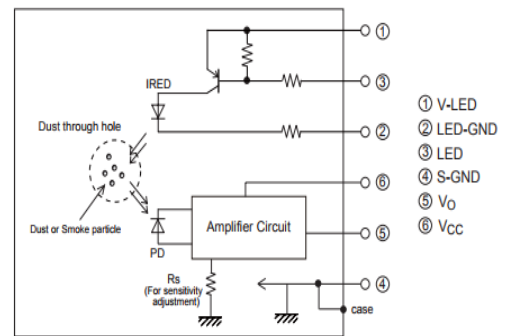 ①
IRED
③
Dust through hole
②
⑥
Amplifier Circuit
⑤
Dust or Smoke particle
PD
Rs
(For sensitivity
adjustment)
④
case
① V-LED
② LED-GND
③ LED
④ S-GND
⑤ VO
⑥ VCC